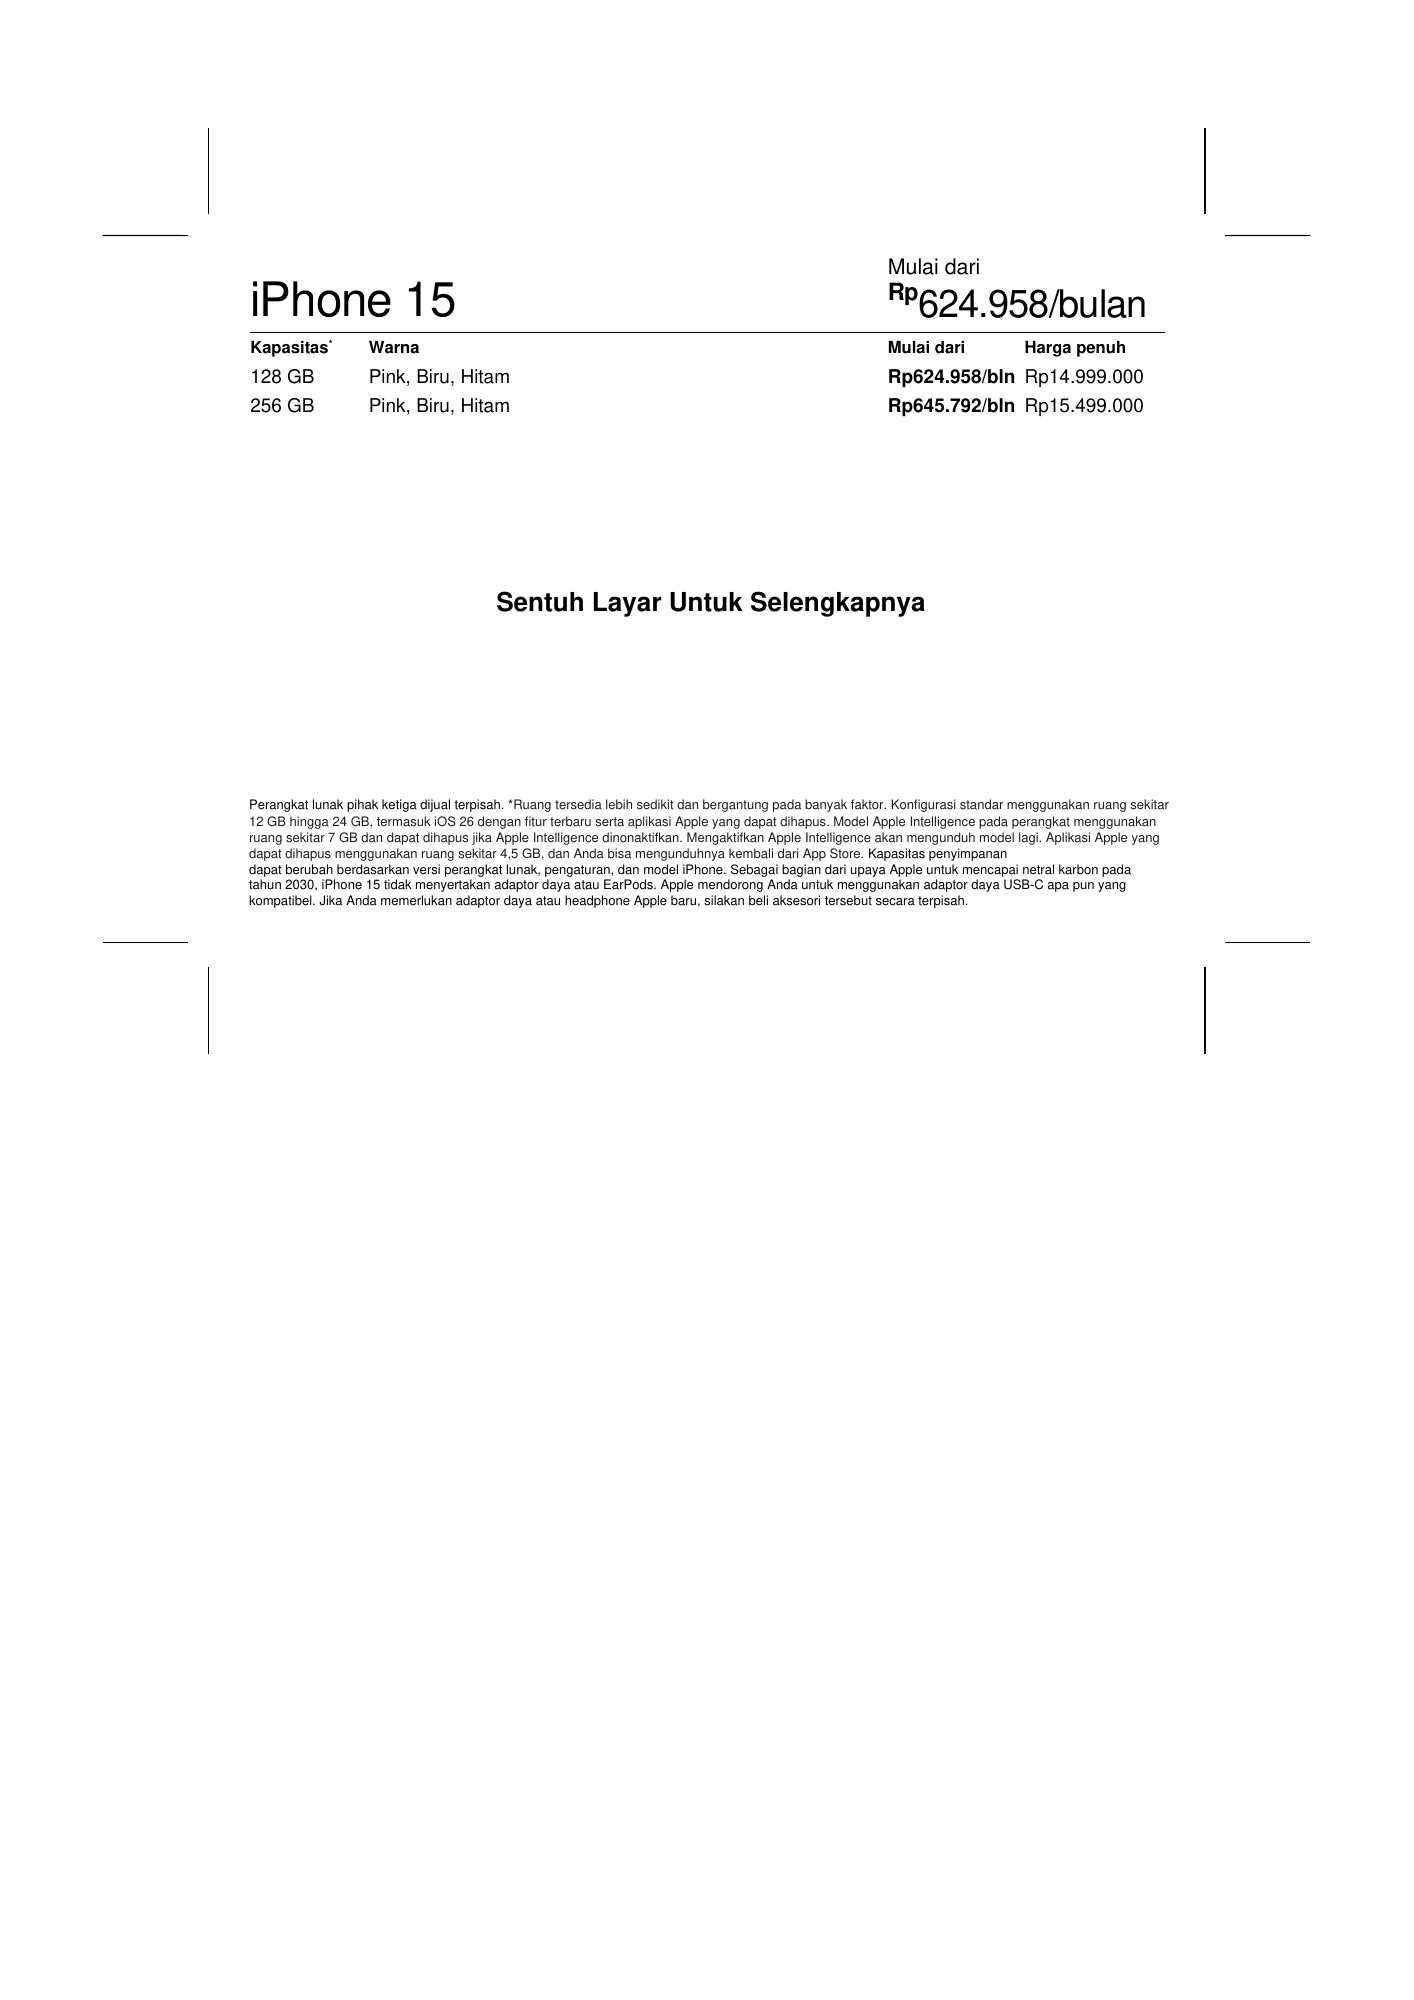 Mulai dari
iPhone 15 Rp624.958/bulan
Kapasitas* Warna Mulai dari Harga penuh
128 GB Pink, Biru, Hitam Rp624.958/bln Rp14.999.000
256 GB Pink, Biru, Hitam Rp645.792/bln Rp15.499.000
Sentuh Layar Untuk Selengkapnya
Perangkat lunak pihak ketiga dijual terpisah. *Ruang tersedia lebih sedikit dan bergantung pada banyak faktor. Konfigurasi standar menggunakan ruang sekitar
12 GB hingga 24 GB, termasuk iOS 26 dengan fitur terbaru serta aplikasi Apple yang dapat dihapus. Model Apple Intelligence pada perangkat menggunakan
ruang sekitar 7 GB dan dapat dihapus jika Apple Intelligence dinonaktifkan. Mengaktifkan Apple Intelligence akan mengunduh model lagi. Aplikasi Apple yang
dapat dihapus menggunakan ruang sekitar 4,5 GB, dan Anda bisa mengunduhnya kembali dari App Store. Kapasitas penyimpanan
dapat berubah berdasarkan versi perangkat lunak, pengaturan, dan model iPhone. Sebagai bagian dari upaya Apple untuk mencapai netral karbon pada
tahun 2030, iPhone 15 tidak menyertakan adaptor daya atau EarPods. Apple mendorong Anda untuk menggunakan adaptor daya USB-C apa pun yang
kompatibel. Jika Anda memerlukan adaptor daya atau headphone Apple baru, silakan beli aksesori tersebut secara terpisah.